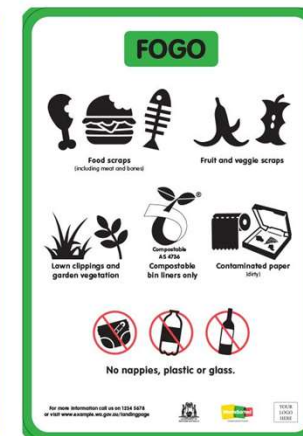 FOGO
Food scraps
(including meat and bones)
Fruit and veggie scraps
Lawn clippings and
garden vegetation
®
Compostable
AS 4736
Compostable
bin liners only
Contaminated paper
(dirty)
No nappies, plastic or glass.
For more information call us on 1234 5678
or visit www.example.wa.gov.au/landingpage
YOUR
LOGO
HERE